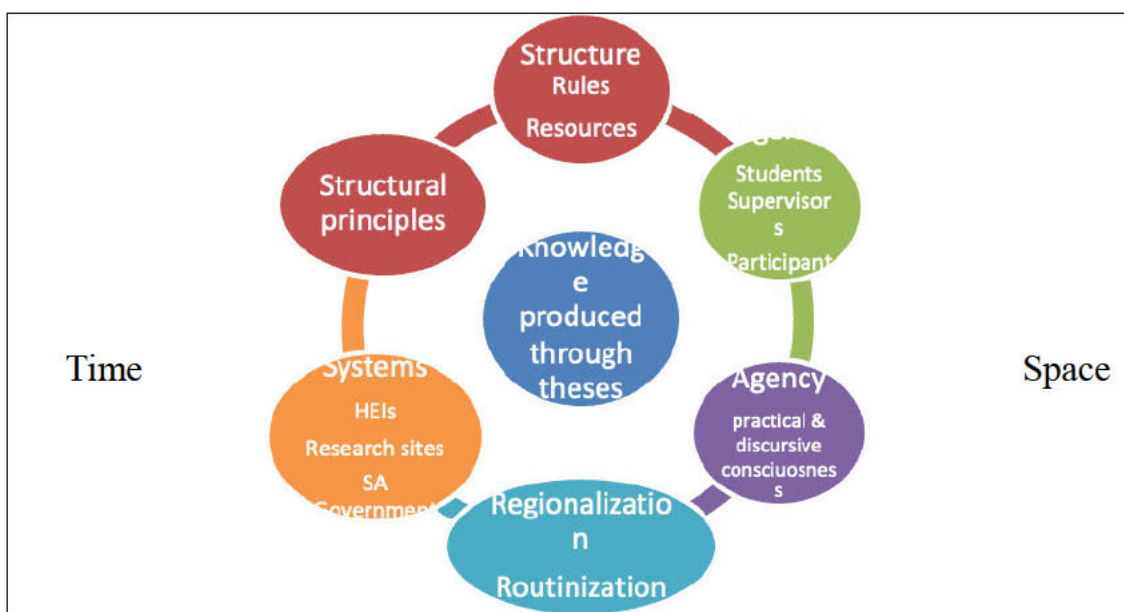 Structure
Rules
Resources
Students
Supervisor
s
Participant
Agency
practical &
discursive
consciuosnes
s
Regionalizatio
n
Routinization
Systems
HEIs
Research sites
SA
Government
Structural
principles
Knowledg
e
produced
through
theses
Time
Space